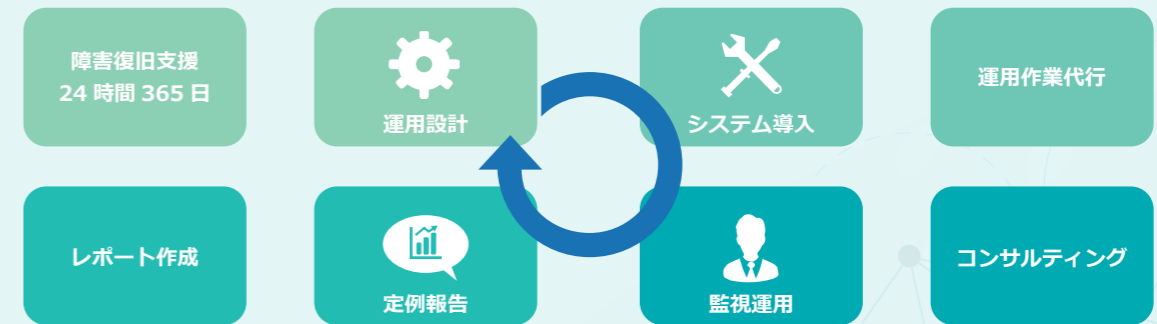 障害復旧支援
24 時間 365 日
運用設計
システム導入
運用作業代行
レポート作成
定例報告
監視運用
コンサルティング